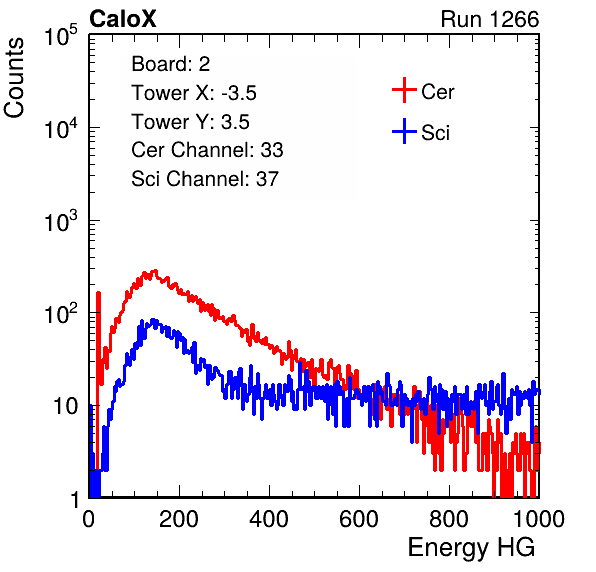 CaloX Run 1266
Counts
Board: 2
Tower X: -3.5
Tower Y: 3.5
Cer Channel: 33
Sci Channel: 37
Cer
Sci
10^5
10^4
10^3
10^2
10
1
0 200 400 600 800 1000
Energy HG